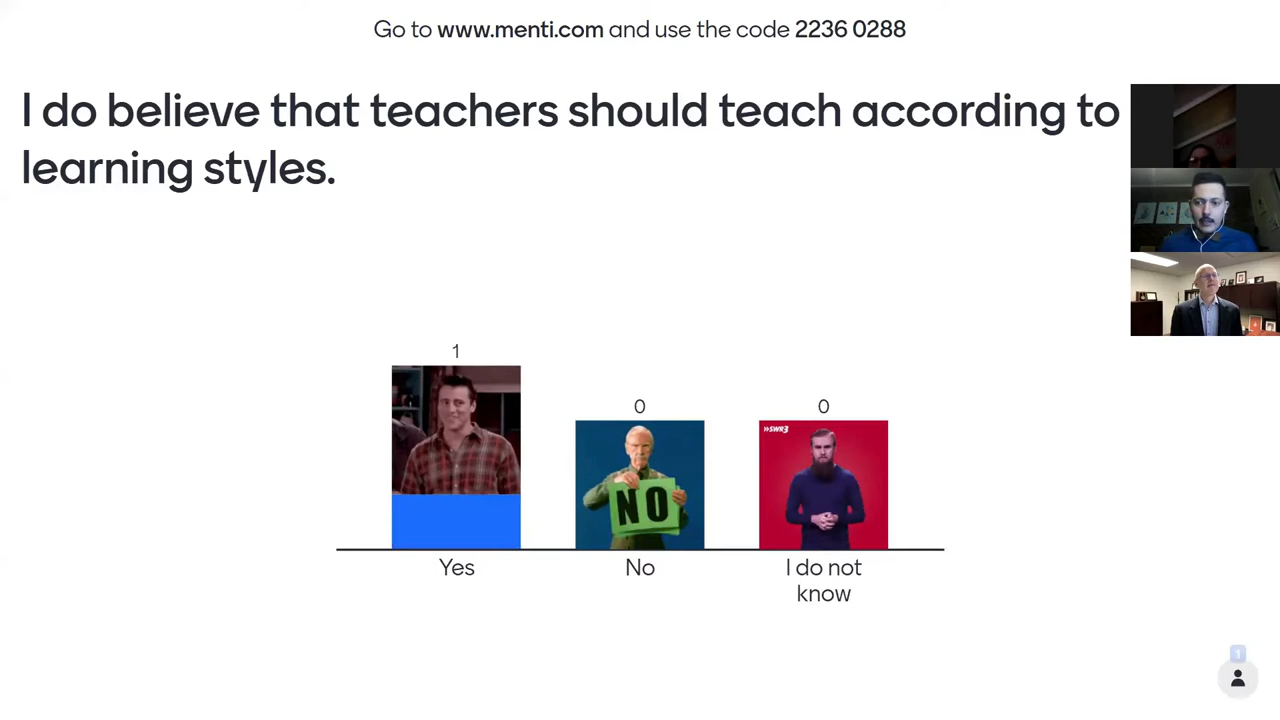 Go to www.menti.com and use the code 2236 0288
I do believe that teachers should teach according to
learning styles.
1
0
0
»SWR3
NO
Yes
No
I do not
know
1